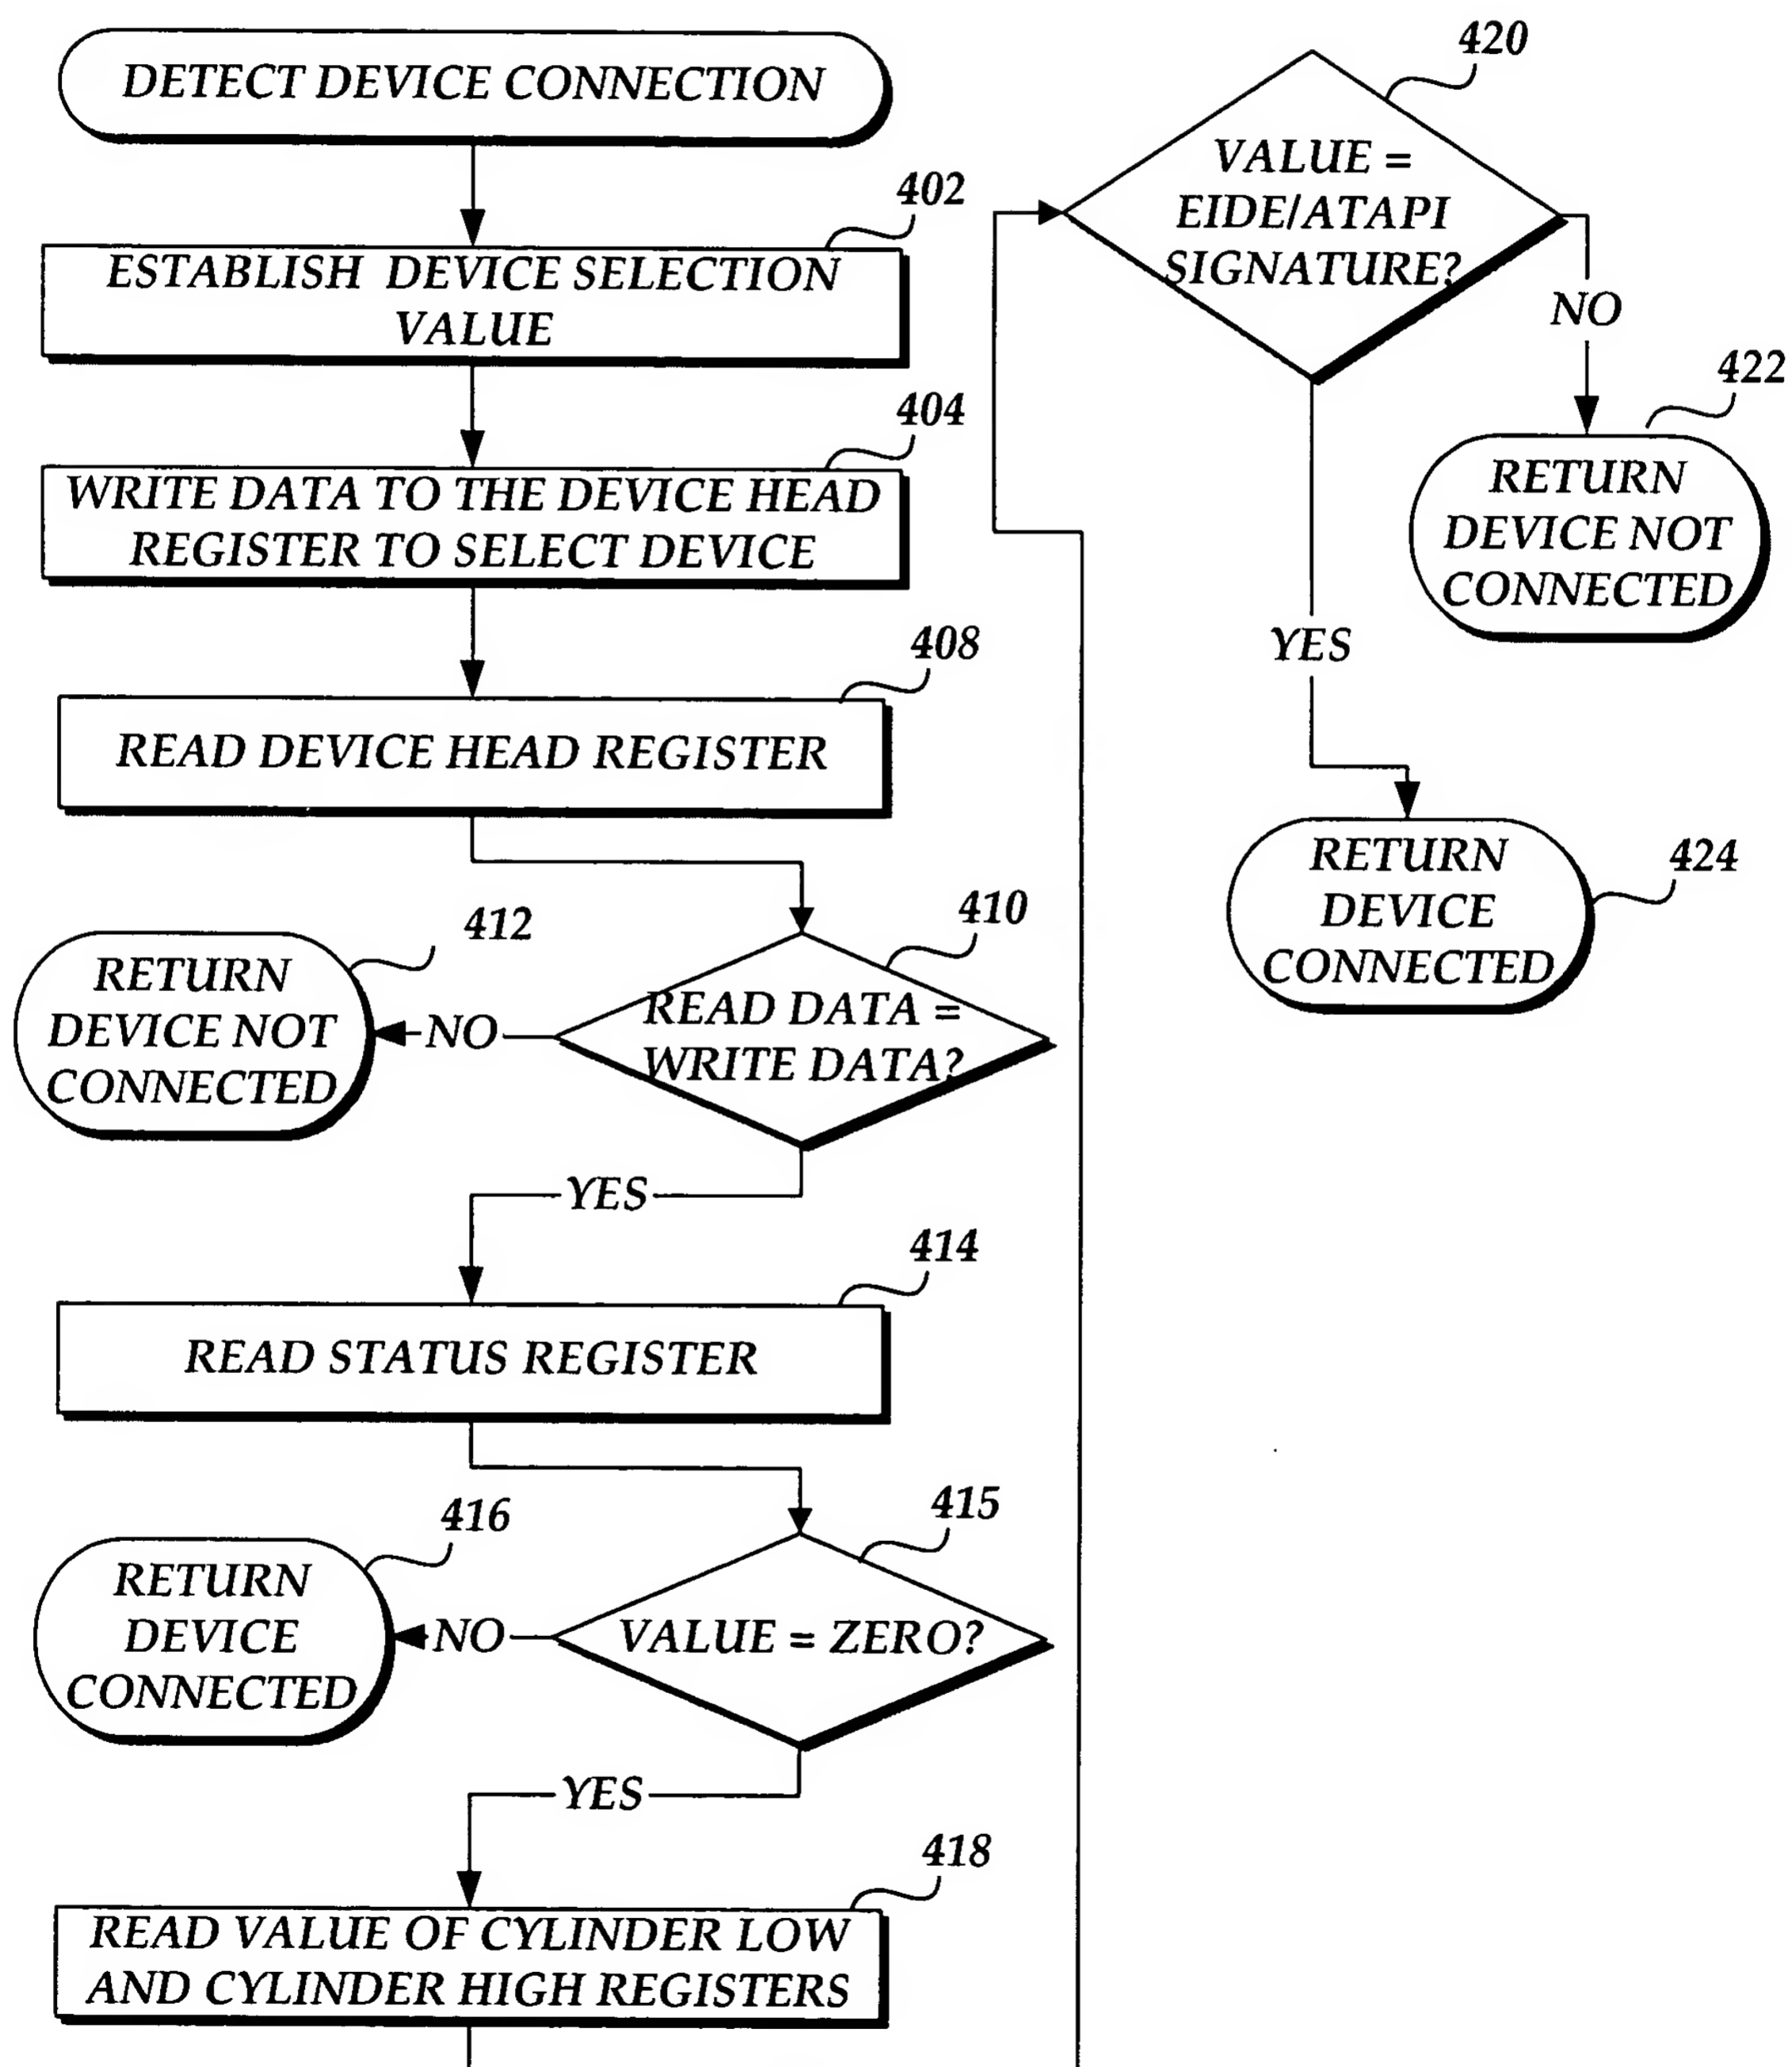 DETECT DEVICE CONNECTION
402
ESTABLISH DEVICE SELECTION
VALUE
404
WRITE DATA TO THE DEVICE HEAD
REGISTER TO SELECT DEVICE
408
READ DEVICE HEAD REGISTER
410
READ DATA =
WRITE DATA?
NO
412
RETURN
DEVICE NOT
CONNECTED
YES
414
READ STATUS REGISTER
415
VALUE = ZERO?
NO
416
RETURN
DEVICE
CONNECTED
YES
418
READ VALUE OF CYLINDER LOW
AND CYLINDER HIGH REGISTERS
420
VALUE =
EIDE/ATAPI
SIGNATURE?
NO
422
RETURN
DEVICE NOT
CONNECTED
YES
424
RETURN
DEVICE
CONNECTED